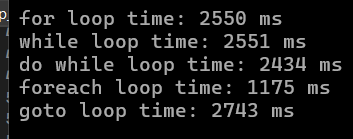 for loop time: 2550 ms
while loop time: 2551 ms
do while loop time: 2434 ms
foreach loop time: 1175 ms
goto loop time: 2743 ms